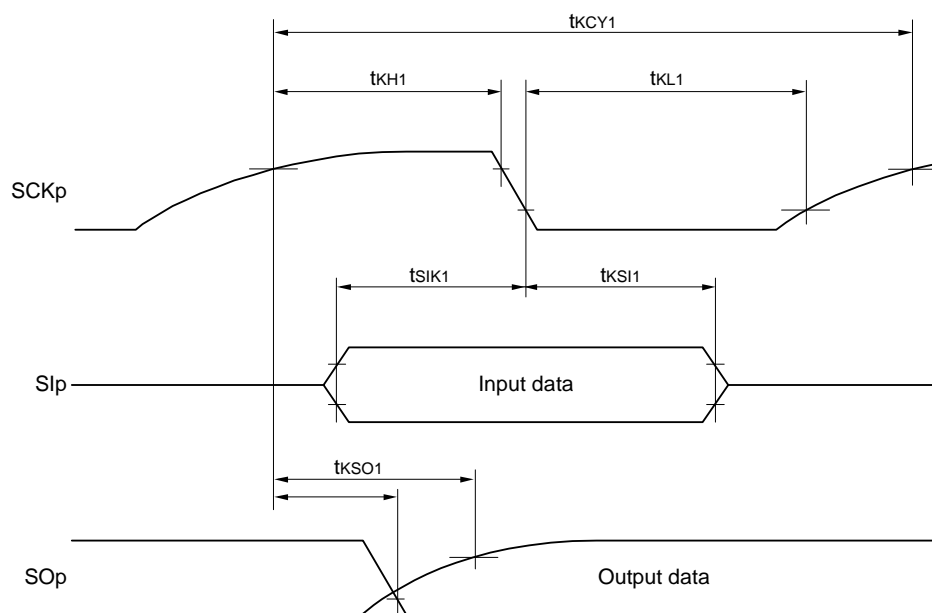 tKCY1
tKH1
tKL1
SCKp
tSIK1
tKSI1
SIp
Input data
tKSO1
SOp
Output data